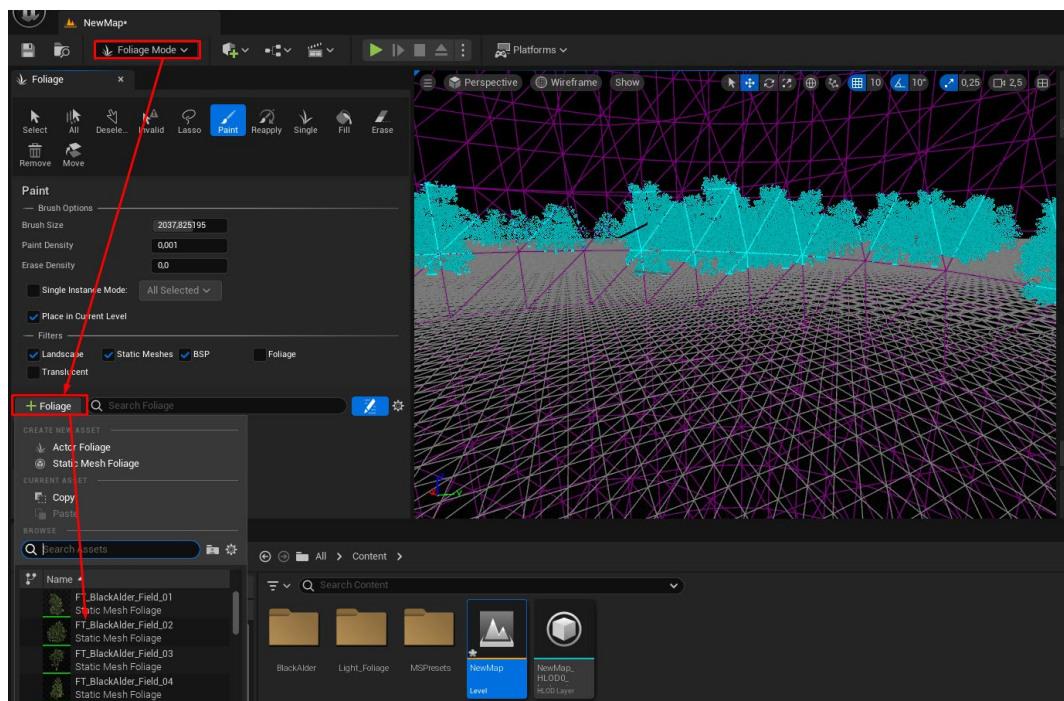 NewMap•
Foliage Mode
Platforms
Foliage ×
Perspective Wireframe Show 10 10° 0,25 2,5
Select All Desele... Invalid Lasso Paint Reapply Single Fill Erase
Remove Move
Paint
Brush Options
Brush Size 2037,825195
Paint Density 0,001
Erase Density 0,0
Single Instance Mode: All Selected
Place in Current Level
Filters
Landscape Static Meshes BSP Foliage
Translucent
+ Foliage Search Foliage
CREATE NEW ASSET
Actor Foliage
Static Mesh Foliage
CURRENT ASSET
Copy
Paste
BROWSE
Search Assets
Name
FT_BlackAlder_Field_01
Static Mesh Foliage
FT_BlackAlder_Field_02
Static Mesh Foliage
FT_BlackAlder_Field_03
Static Mesh Foliage
FT_BlackAlder_Field_04
Static Mesh Foliage
Y
All > Content >
Search Content
BlackAlder Light_Foliage MSPresets NewMap NewMap_
HLOD0_
Level HLOD Layer